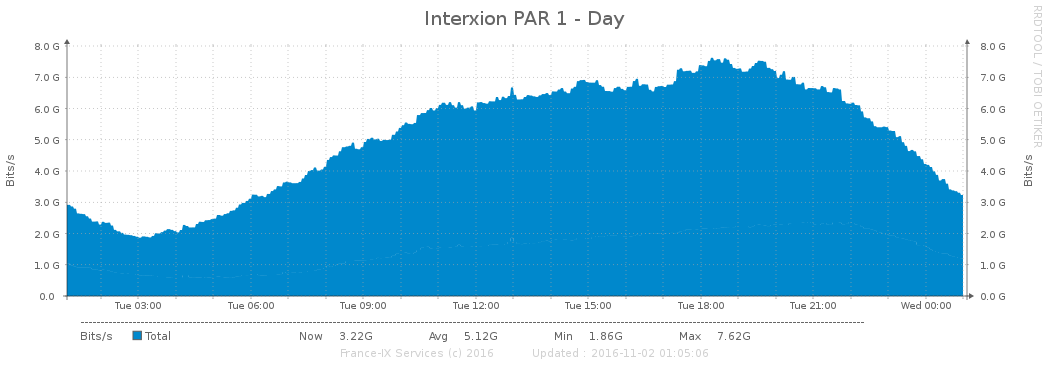 Interxion PAR 1 - Day
RRDTOOL / TOBI OETIKER
Bits/s
8.0 G
7.0 G
6.0 G
5.0 G
4.0 G
3.0 G
2.0 G
1.0 G
0.0
8.0 G
7.0 G
6.0 G
5.0 G
4.0 G
3.0 G
2.0 G
1.0 G
0.0 G
Bits/s
Tue 03:00 Tue 06:00 Tue 09:00 Tue 12:00 Tue 15:00 Tue 18:00 Tue 21:00 Wed 00:00
Bits/s Total Now 3.22G Avg 5.12G Min 1.86G Max 7.62G
France-IX Services (c) 2016 Updated : 2016-11-02 01:05:06